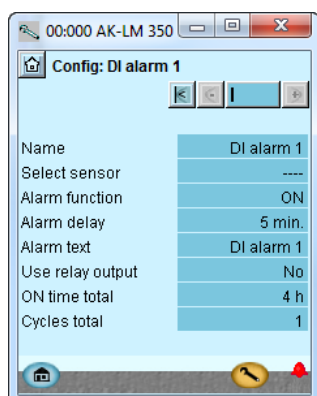 00:000 AK-LM 350
Config: DI alarm 1
Name DI alarm 1
Select sensor ----
Alarm function ON
Alarm delay 5 min.
Alarm text DI alarm 1
Use relay output No
ON time total 4 h
Cycles total 1